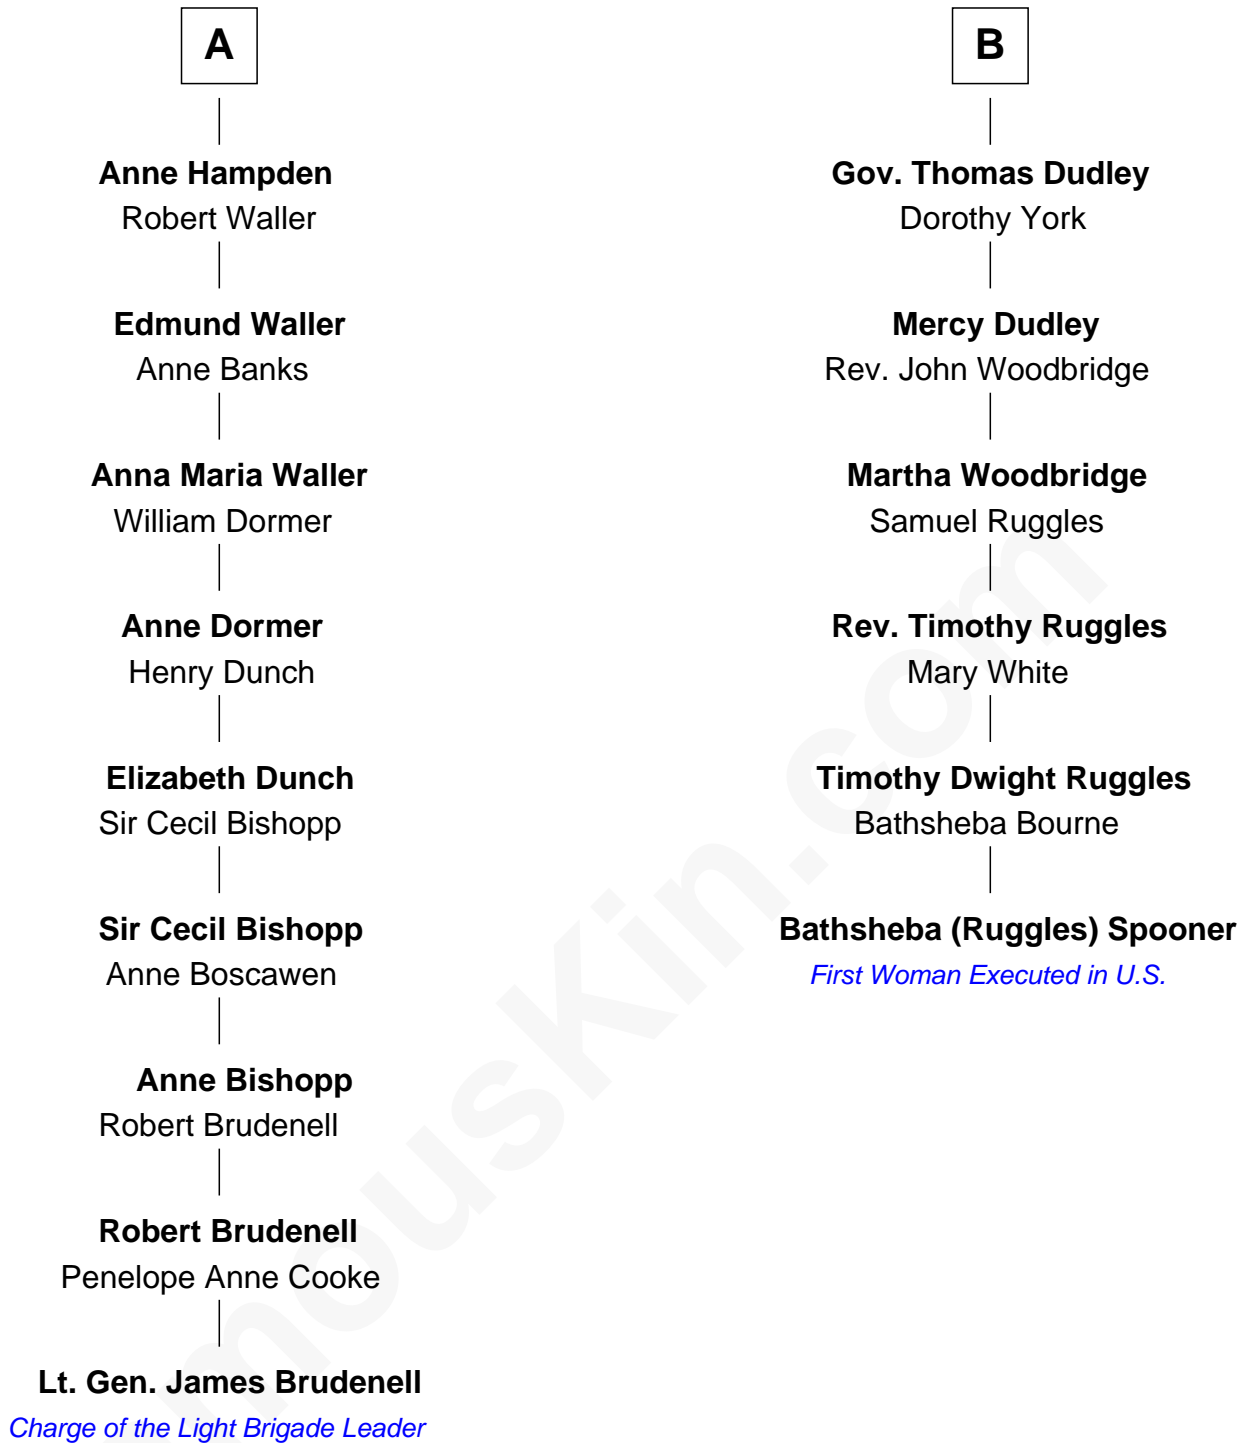 A
Anne Hampden
Robert Waller
Edmund Waller
Anne Banks
Anna Maria Waller
William Dormer
Anne Dormer
Henry Dunch
Elizabeth Dunch
Sir Cecil Bishopp
Sir Cecil Bishopp
Anne Boscawen
Anne Bishopp
Robert Brudenell
Robert Brudenell
Penelope Anne Cooke
Lt. Gen. James Brudenell
Charge of the Light Brigade Leader
B
Gov. Thomas Dudley
Dorothy York
Mercy Dudley
Rev. John Woodbridge
Martha Woodbridge
Samuel Ruggles
Rev. Timothy Ruggles
Mary White
Timothy Dwight Ruggles
Bathsheba Bourne
Bathsheba (Ruggles) Spooner
First Woman Executed in U.S.
mousKin.com